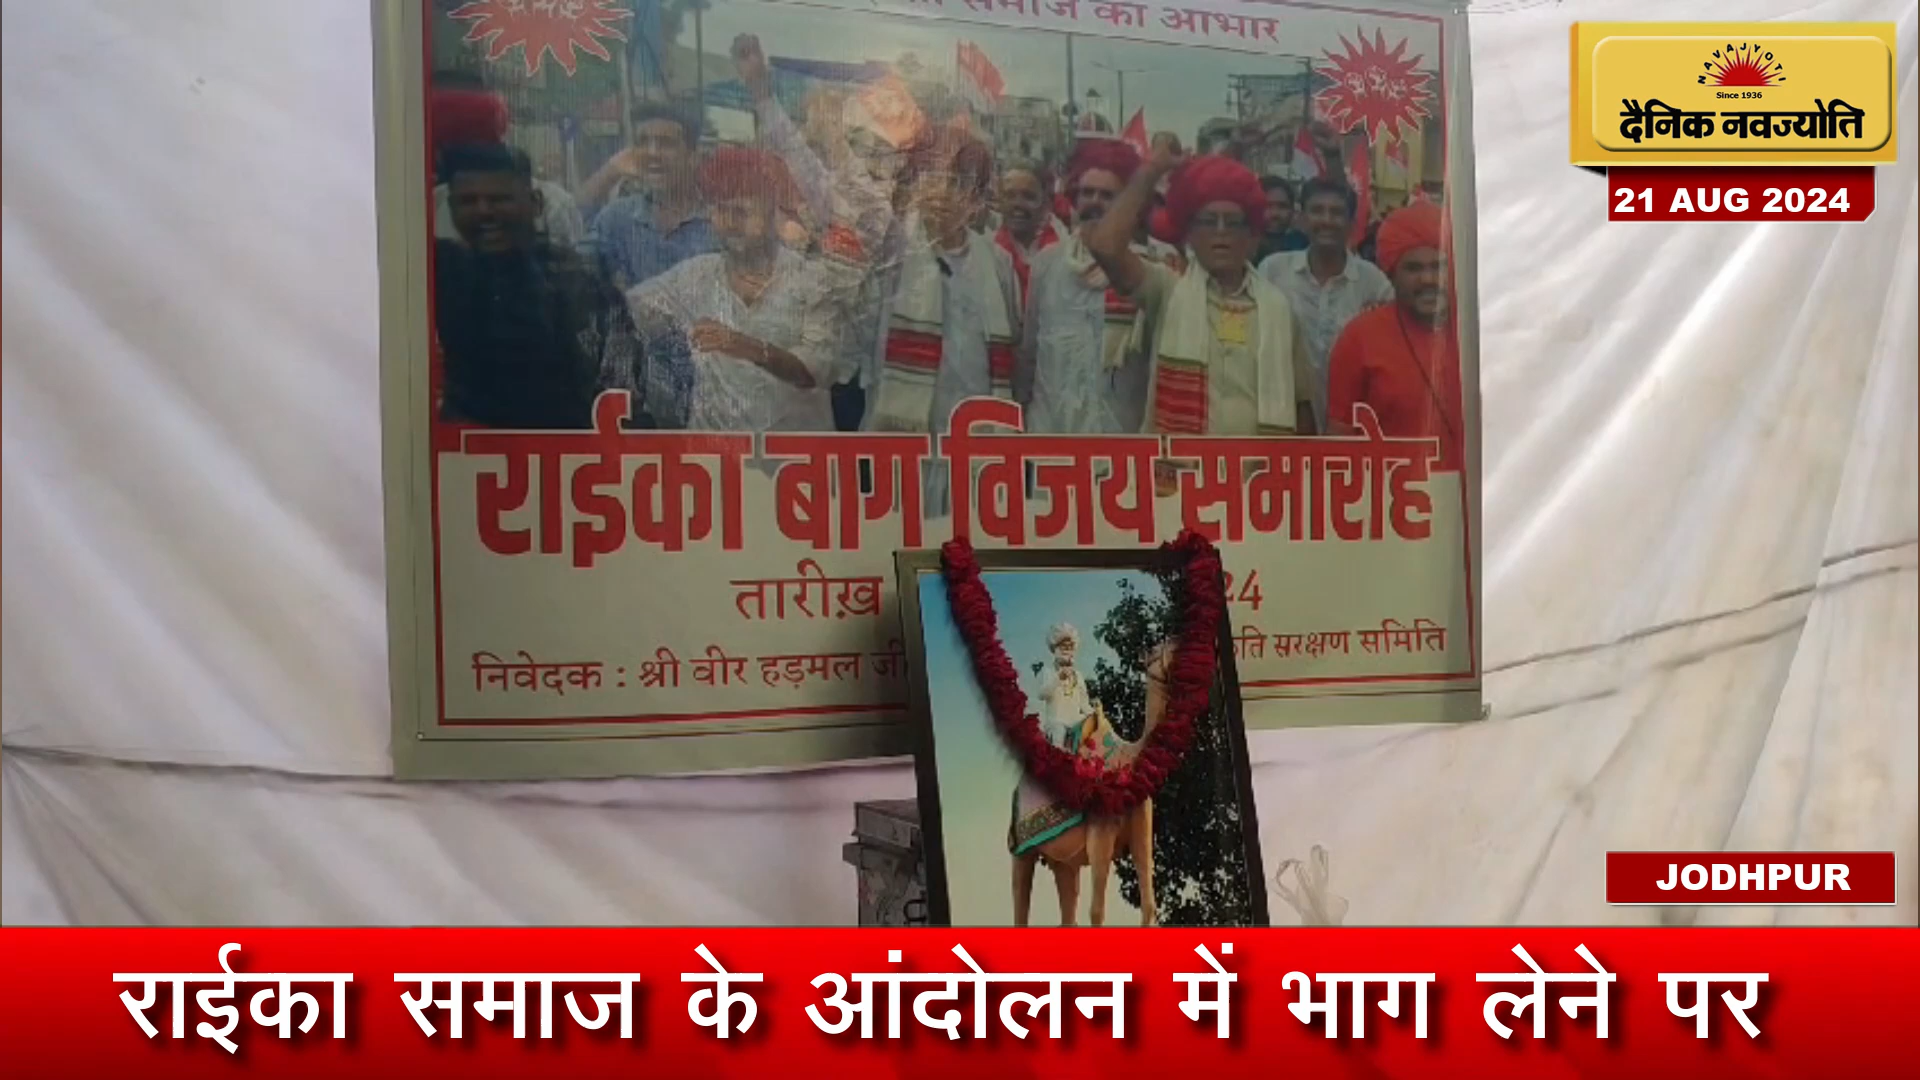 समाज का आभार
NAVAJYOTI
Since 1936
दैनिक नवज्योति
21 AUG 2024
राईका बाग विजय समारोह
तारीख़ 24
निवेदक : श्री वीर हड़मल जी सरक्षण समिति
JODHPUR
राईका समाज के आंदोलन में भाग लेने पर